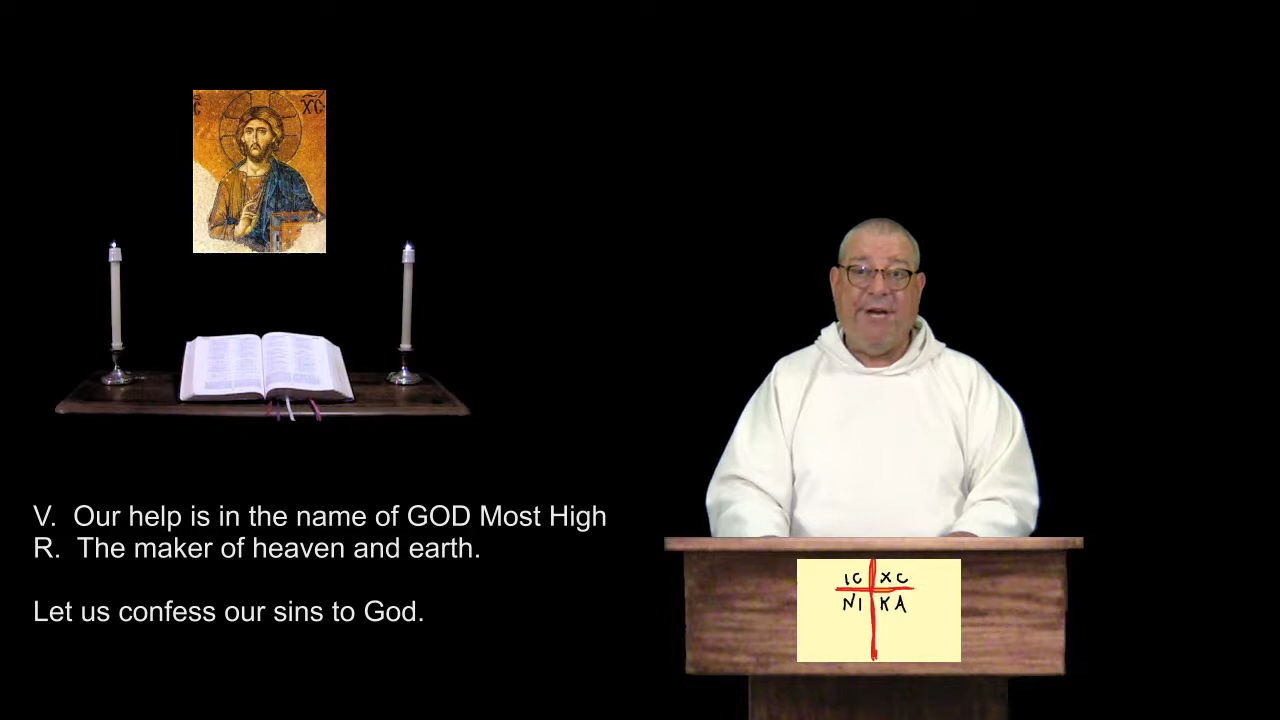 C XC
V.  Our help is in the name of GOD Most High
R.  The maker of heaven and earth.
Let us confess our sins to God.
IC XC
NI KA